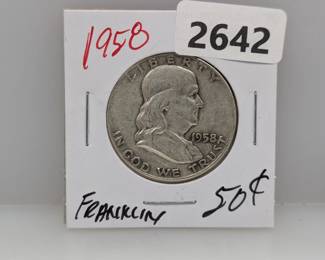 1958
2642
LIBERTY
1958
IN GOD WE TRUST
FRANKLIN
50¢